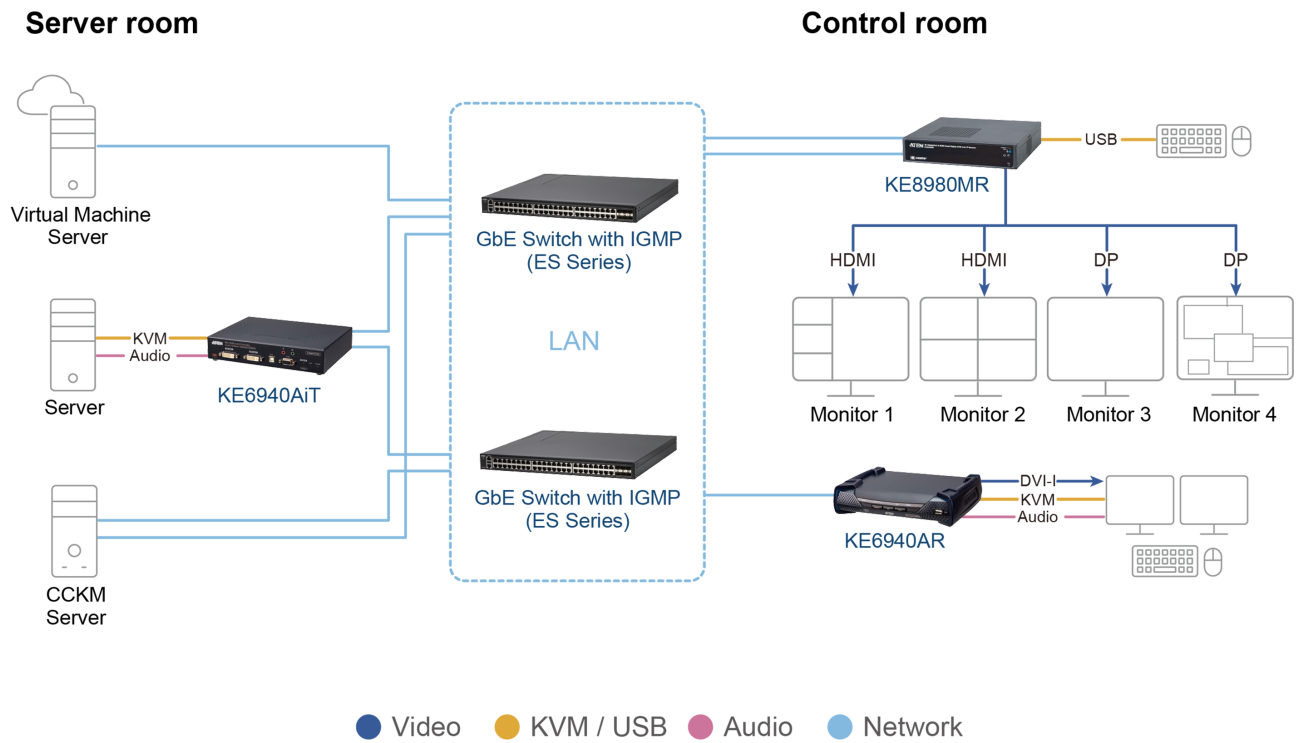 Server room
Control room
Virtual Machine
Server
KVM
Audio
Server
KE6940AiT
CCKM
Server
GbE Switch with IGMP
(ES Series)
LAN
GbE Switch with IGMP
(ES Series)
ATEN
KE8980MR
USB
HDMI
HDMI
DP
DP
Monitor 1
Monitor 2
Monitor 3
Monitor 4
KE6940AR
DVI-I
KVM
Audio
Video
KVM / USB
Audio
Network